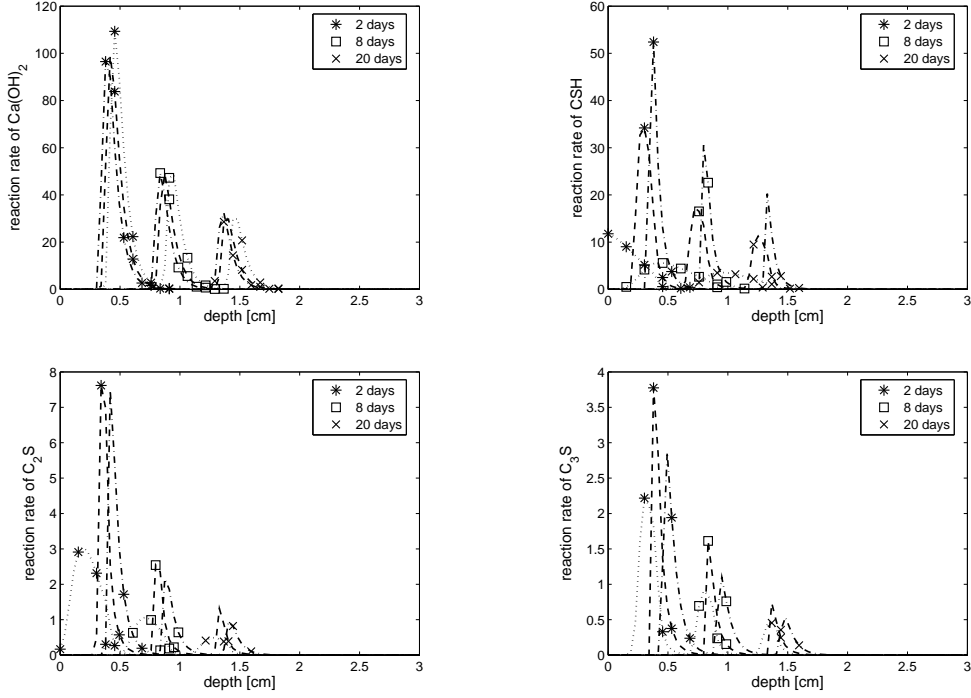 reaction rate of Ca(OH)2
120
100
80
60
40
20
0
0 0.5 1 1.5 2 2.5 3
depth [cm]
2 days
8 days
20 days
reaction rate of CSH
60
50
40
30
20
10
0
0 0.5 1 1.5 2 2.5 3
depth [cm]
2 days
8 days
20 days
reaction rate of C2S
8
7
6
5
4
3
2
1
0
0 0.5 1 1.5 2 2.5 3
depth [cm]
2 days
8 days
20 days
reaction rate of C3S
4
3.5
3
2.5
2
1.5
1
0.5
0
0 0.5 1 1.5 2 2.5 3
depth [cm]
2 days
8 days
20 days